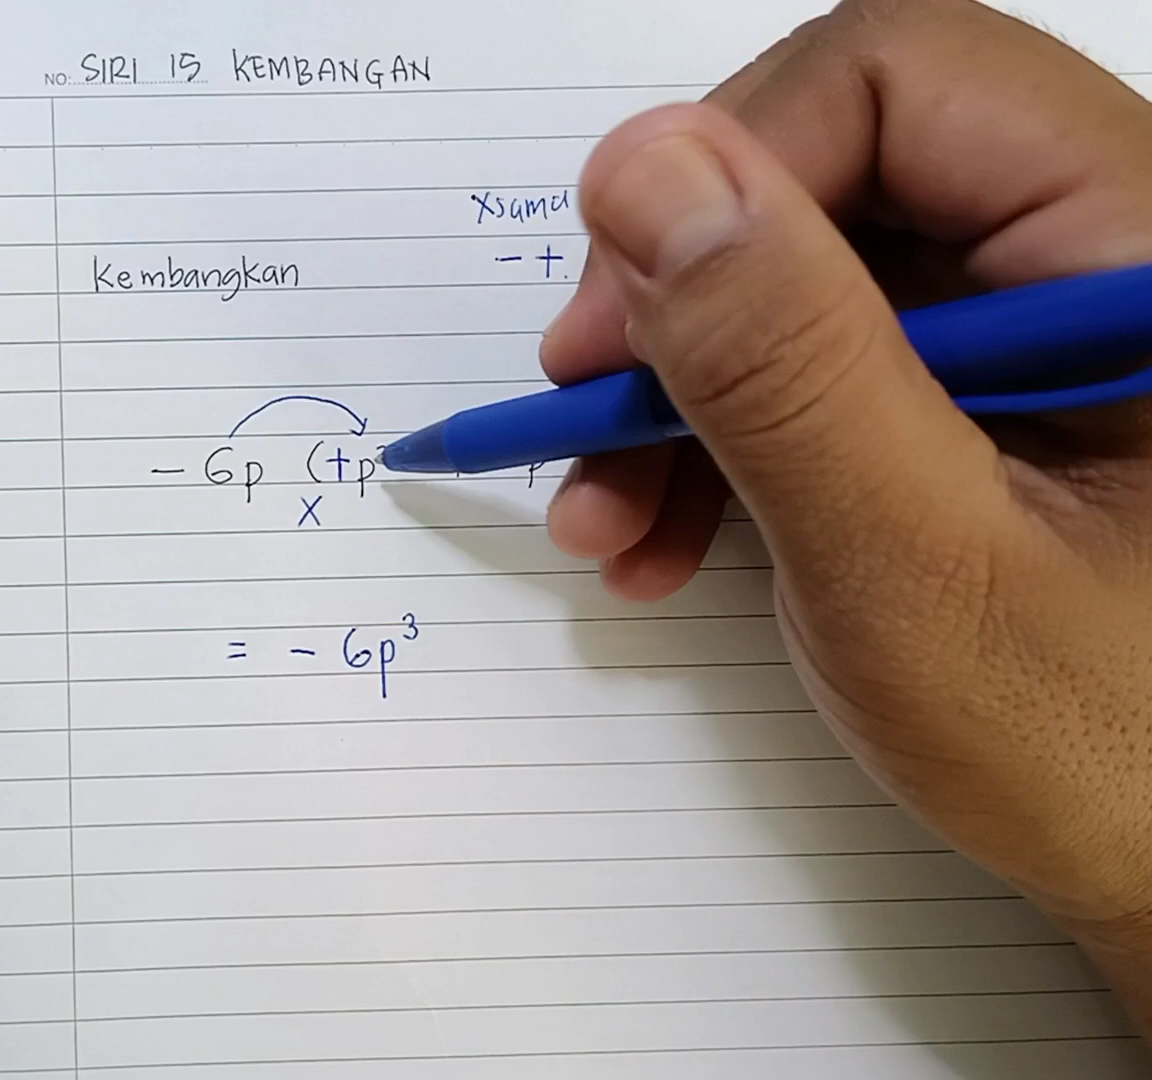 NO: SIRI 15 KEMBANGAN
Xsama
- +
Kembangkan
- 6p (+p p
X
= - 6p³